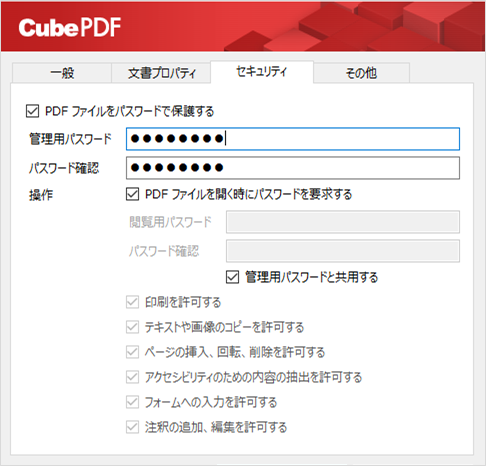 CubePDF
一般
文書プロパティ
セキュリティ
その他
PDF ファイルをパスワードで保護する
管理用パスワード
●●●●●●●●
パスワード確認
●●●●●●●●
操作
PDF ファイルを開く時にパスワードを要求する
閲覧用パスワード
パスワード確認
管理用パスワードと共用する
印刷を許可する
テキストや画像のコピーを許可する
ページの挿入、回転、削除を許可する
アクセシビリティのための内容の抽出を許可する
フォームへの入力を許可する
注釈の追加、編集を許可する